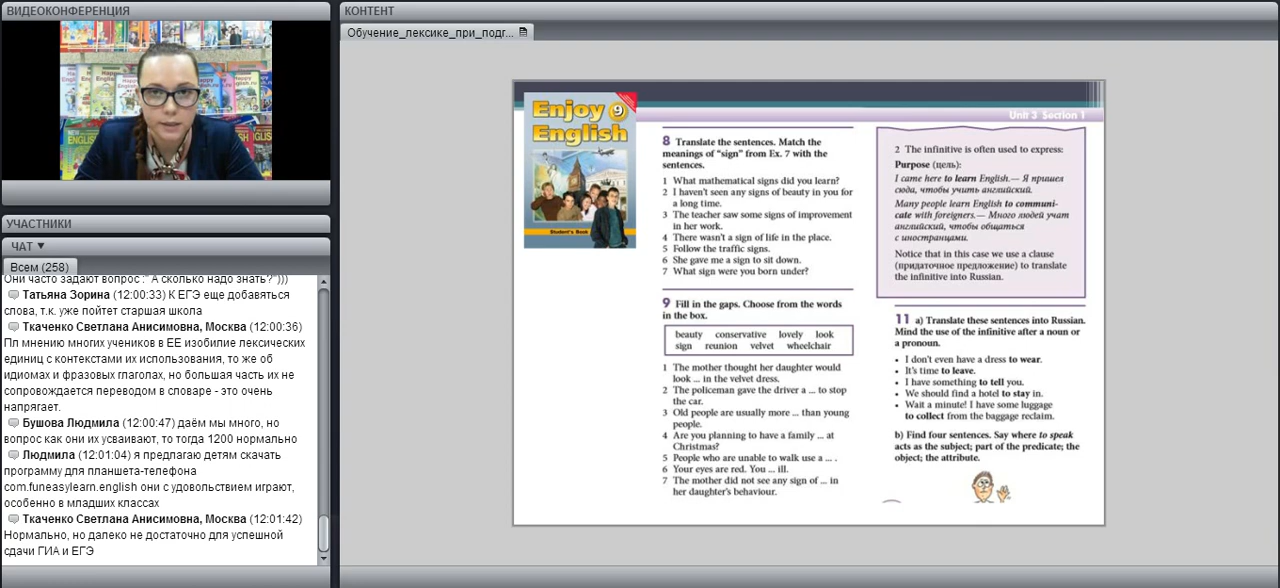 ВИДЕОКОНФЕРЕНЦИЯ
УЧАСТНИКИ
ЧАТ ▼
Всем (258)
Они часто задают вопрос :" А сколько надо знать?")))
Татьяна Зорина (12:00:33) К ЕГЭ еще добавяться
слова, т.к. уже пойтет старшая школа
Ткаченко Светлана Анисимовна, Москва (12:00:36)
Пл мнению многих учеников в ЕЕ изобилие лексических
единиц с контекстами их использования, то же об
идиомах и фразовых глаголах, но большая часть их не
сопровождается переводом в словаре - это очень
напрягает.
Бушова Людмила (12:00:47) даём мы много, но
вопрос как они их усваивают, то тогда 1200 нормально
Людмила (12:01:04) я предлагаю детям скачать
программу для планшета-телефона
com.funeasylearn.english они с удовольствием играют,
особенно в младших классах
Ткаченко Светлана Анисимовна, Москва (12:01:42)
Нормально, но далеко не достаточно для успешной
сдачи ГИА и ЕГЭ
КОНТЕНТ
Обучение_лексике_при_подг...
Enjoy 9
English
Student's Book
Unit 3 Section 1
8 Translate the sentences. Match the
meanings of "sign" from Ex. 7 with the
sentences.
1 What mathematical signs did you learn?
2 I haven't seen any signs of beauty in you for
a long time.
3 The teacher saw some signs of improvement
in her work.
4 There wasn't a sign of life in the place.
5 Follow the traffic signs.
6 She gave me a sign to sit down.
7 What sign were you born under?
9 Fill in the gaps. Choose from the words
in the box.
beauty conservative lovely look
sign reunion velvet wheelchair
1 The mother thought her daughter would
look ... in the velvet dress.
2 The policeman gave the driver a ... to stop
the car.
3 Old people are usually more ... than young
people.
4 Are you planning to have a family ... at
Christmas?
5 People who are unable to walk use a ... .
6 Your eyes are red. You ... ill.
7 The mother did not see any sign of ... in
her daughter's behaviour.
2 The infinitive is often used to express:
Purpose (цель):
I came here to learn English.— Я пришел
сюда, чтобы учить английский.
Many people learn English to communi-
cate with foreigners.— Много людей учат
английский, чтобы общаться
с иностранцами.
Notice that in this case we use a clause
(придаточное предложение) to translate
the infinitive into Russian.
11 a) Translate these sentences into Russian.
Mind the use of the infinitive after a noun or
a pronoun.
• I don't even have a dress to wear.
• It's time to leave.
• I have something to tell you.
• We should find a hotel to stay in.
• Wait a minute! I have some luggage
to collect from the baggage reclaim.
b) Find four sentences. Say where to speak
acts as the subject; part of the predicate; the
object; the attribute.